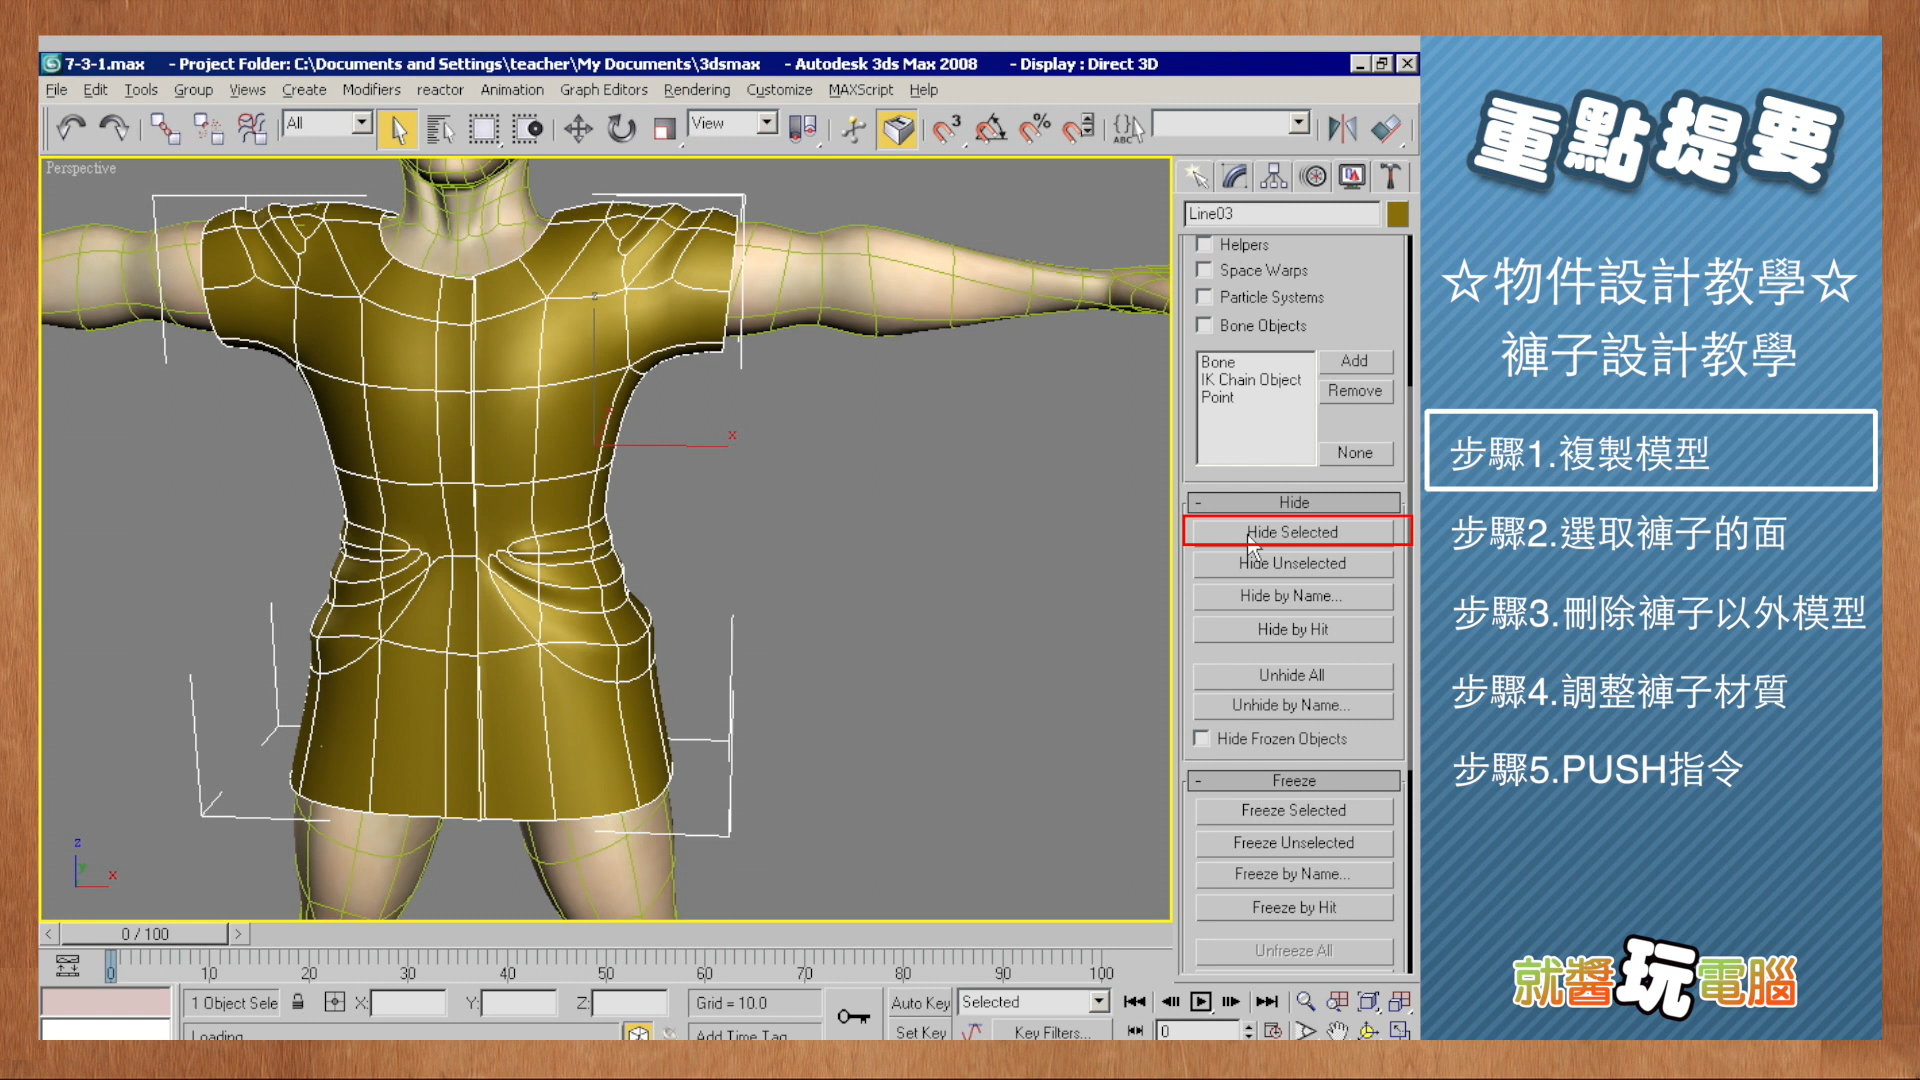 7-3-1.max - Project Folder: C:\Documents and Settings\teacher\My Documents\3dsmax - Autodesk 3ds Max 2008 - Display : Direct 3D
File Edit Tools Group Views Create Modifiers reactor Animation Graph Editors Rendering Customize MAXScript Help
All
View
3
%
ABC
Perspective
Line03
Helpers
Space Warps
Particle Systems
Bone Objects
Bone
IK Chain Object
Point
Add
Remove
None
- Hide
Hide Selected
Hide Unselected
Hide by Name...
Hide by Hit
Unhide All
Unhide by Name...
Hide Frozen Objects
- Freeze
Freeze Selected
Freeze Unselected
Freeze by Name...
Freeze by Hit
Unfreeze All
z
x
z
y
x
< 0 / 100 >
0 10 20 30 40 50 60 70 80 90 100
1 Object Sele X: Y: Z: Grid = 10.0 Auto Key Selected
Loading Add Time Tag Set Key Key Filters... 0
重點提要
☆物件設計教學☆
褲子設計教學
步驟1.複製模型
步驟2.選取褲子的面
步驟3.刪除褲子以外模型
步驟4.調整褲子材質
步驟5.PUSH指令
就醬玩電腦